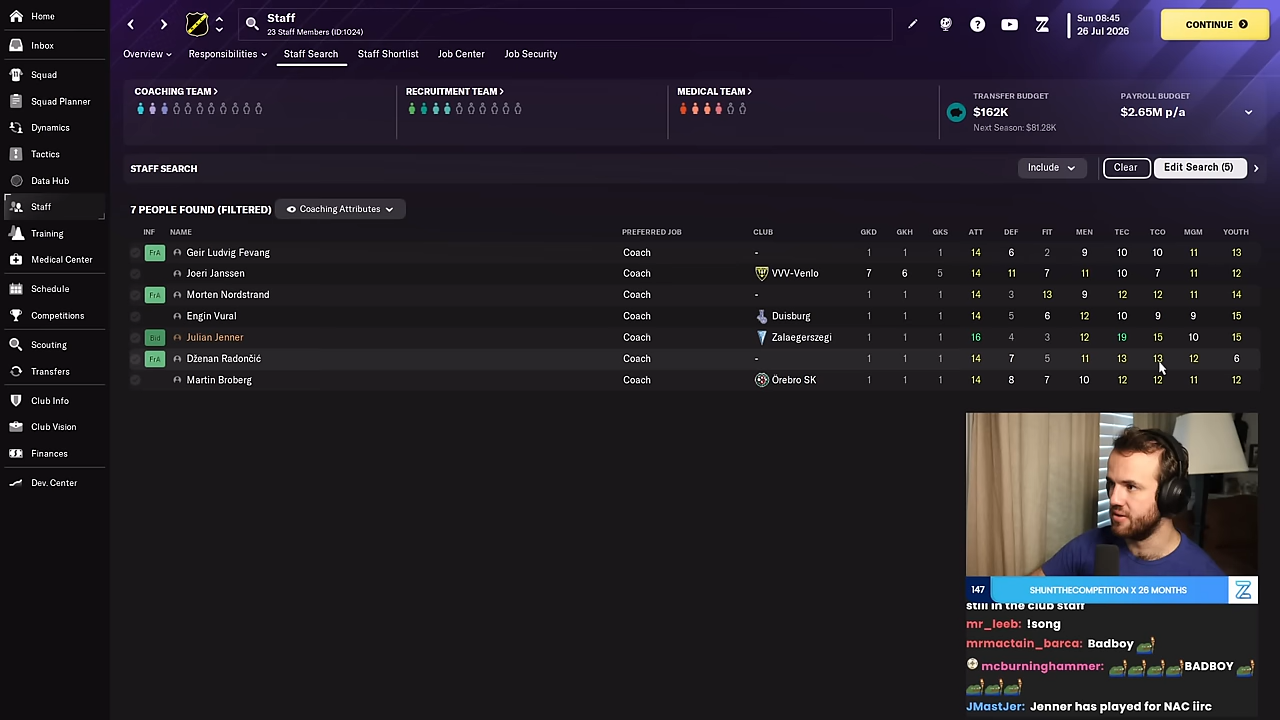 Home
Inbox
Squad
Squad Planner
Dynamics
Tactics
Data Hub
Staff
Training
Medical Center
Schedule
Competitions
Scouting
Transfers
Club Info
Club Vision
Finances
Dev. Center
Staff
23 Staff Members (ID:1024)
Sun 08:45
26 Jul 2026
CONTINUE
Overview Responsibilities Staff Search Staff Shortlist Job Center Job Security
COACHING TEAM RECRUITMENT TEAM MEDICAL TEAM
TRANSFER BUDGET PAYROLL BUDGET
$162K $2.65M p/a
Next Season: $81.28K
STAFF SEARCH Include Clear Edit Search (5)
7 PEOPLE FOUND (FILTERED) Coaching Attributes
INF NAME PREFERRED JOB CLUB GKD GKH GKS ATT DEF FIT MEN TEC TCO MGM YOUTH
FrA Geir Ludvig Fevang Coach - 1 1 1 14 6 2 9 10 10 11 13
Joeri Janssen Coach VVV-Venlo 7 6 5 14 11 7 11 10 7 11 12
FrA Morten Nordstrand Coach - 1 1 1 14 3 13 9 12 12 11 14
Engin Vural Coach Duisburg 1 1 1 14 5 6 12 10 9 9 15
Bid Julian Jenner Coach Zalaegerszegi 1 1 1 16 4 3 12 19 15 10 15
FrA Dženan Radončić Coach - 1 1 1 14 7 5 11 13 13 12 6
Martin Broberg Coach Örebro SK 1 1 1 14 8 7 10 12 12 11 12
147 SHUNTTHECOMPETITION X 26 MONTHS
still in the club staff
mr_leeb: !song
mrmactain_barca: Badboy
mcburninghammer: BADBOY
JMastJer: Jenner has played for NAC iirc